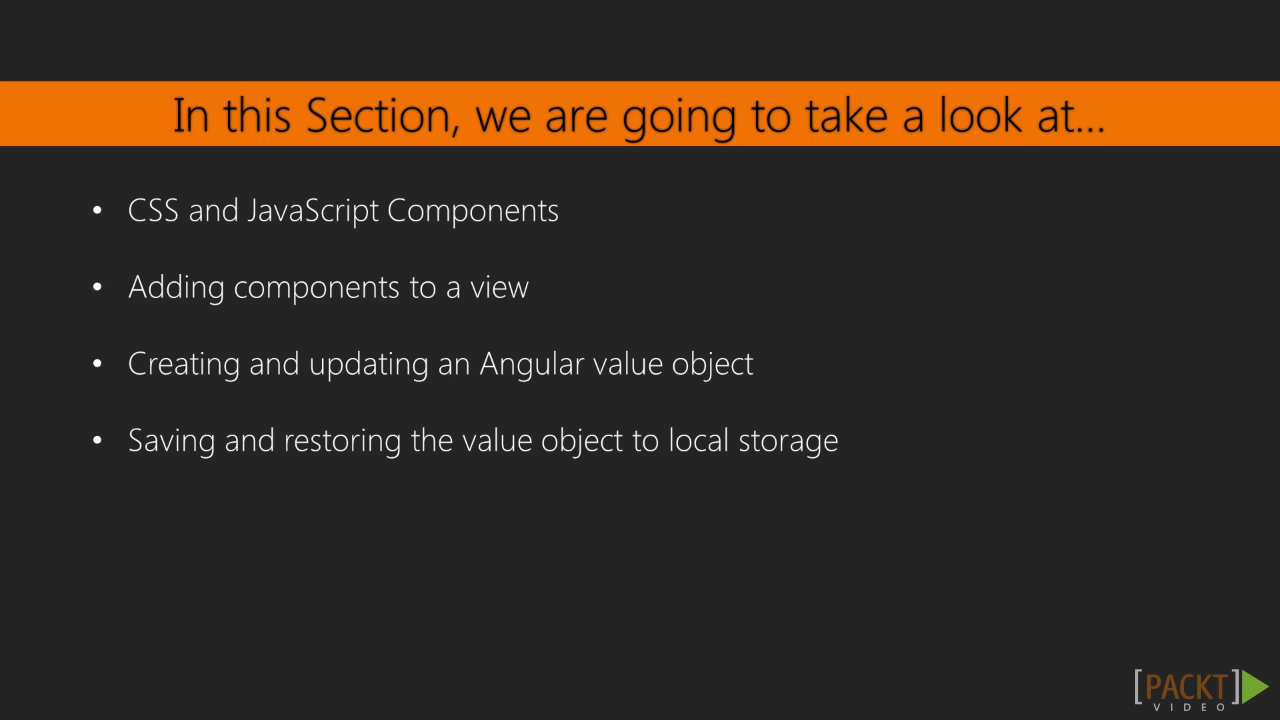 In this Section, we are going to take a look at...
• CSS and JavaScript Components
• Adding components to a view
• Creating and updating an Angular value object
• Saving and restoring the value object to local storage
[PACKT]
VIDEO